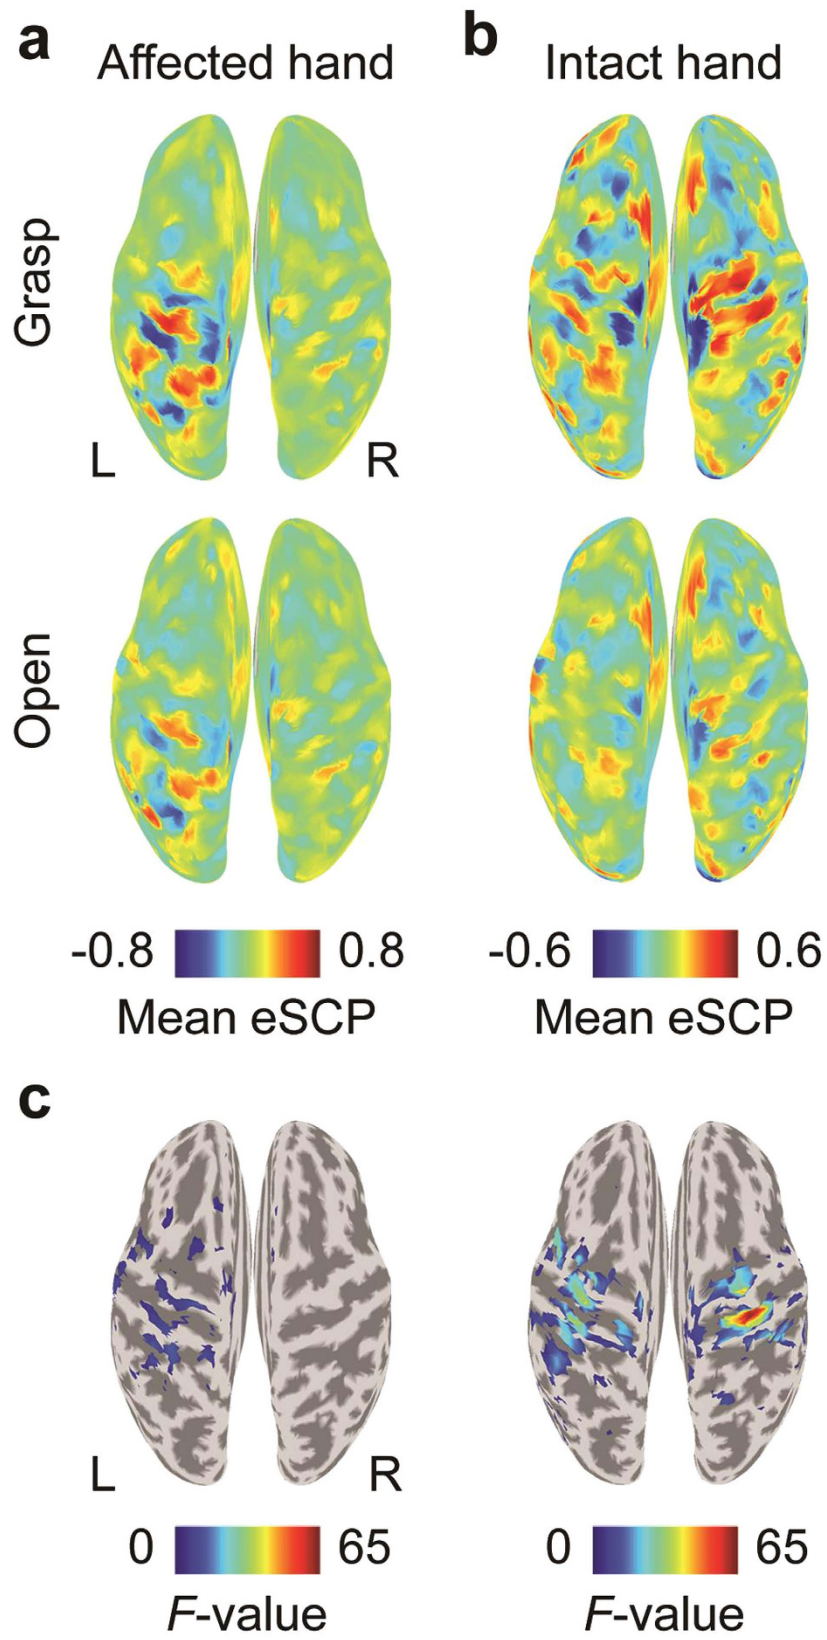 a
Affected hand
b
Intact hand
Grasp
L
R
Open
-0.8
0.8
Mean eSCP
-0.6
0.6
Mean eSCP
c
L
R
0
65
F-value
0
65
F-value